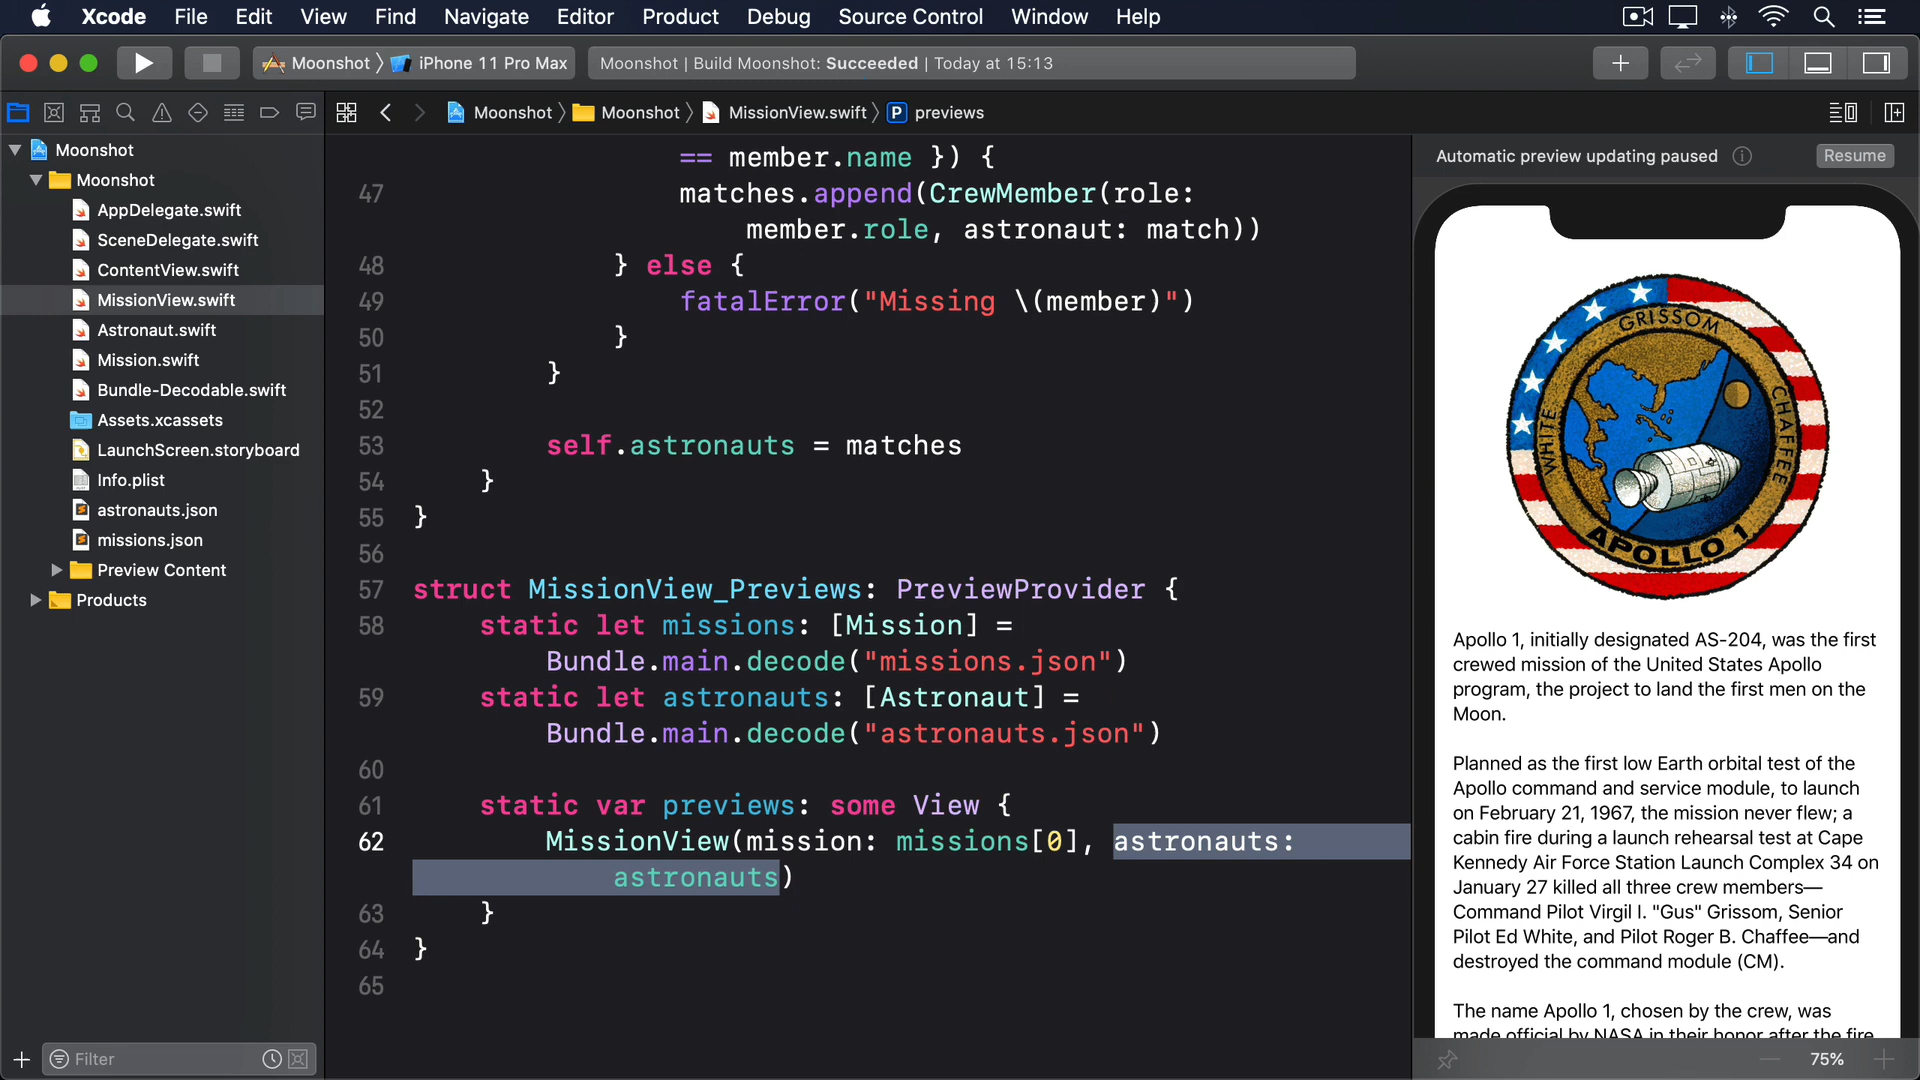 Xcode File Edit View Find Navigate Editor Product Debug Source Control Window Help
Moonshot iPhone 11 Pro Max
Moonshot | Build Moonshot: Succeeded | Today at 15:13
Moonshot Moonshot MissionView.swift P previews
Moonshot
Moonshot
AppDelegate.swift
SceneDelegate.swift
ContentView.swift
MissionView.swift
Astronaut.swift
Mission.swift
Bundle-Decodable.swift
Assets.xcassets
LaunchScreen.storyboard
Info.plist
astronauts.json
missions.json
Preview Content
Products
Filter
== member.name }) {
47 matches.append(CrewMember(role:
member.role, astronaut: match))
48 } else {
49 fatalError("Missing \(member)")
50 }
51 }
52
53 self.astronauts = matches
54 }
55 }
56
57 struct MissionView_Previews: PreviewProvider {
58 static let missions: [Mission] =
Bundle.main.decode("missions.json")
59 static let astronauts: [Astronaut] =
Bundle.main.decode("astronauts.json")
60
61 static var previews: some View {
62 MissionView(mission: missions[0], astronauts:
astronauts)
63 }
64 }
65
Automatic preview updating paused Resume
GRISSOM
WHITE
CHAFFEE
APOLLO 1
Apollo 1, initially designated AS-204, was the first
crewed mission of the United States Apollo
program, the project to land the first men on the
Moon.
Planned as the first low Earth orbital test of the
Apollo command and service module, to launch
on February 21, 1967, the mission never flew; a
cabin fire during a launch rehearsal test at Cape
Kennedy Air Force Station Launch Complex 34 on
January 27 killed all three crew members—
Command Pilot Virgil I. "Gus" Grissom, Senior
Pilot Ed White, and Pilot Roger B. Chaffee—and
destroyed the command module (CM).
The name Apollo 1, chosen by the crew, was
made official by NASA in their honor after the fire
75%